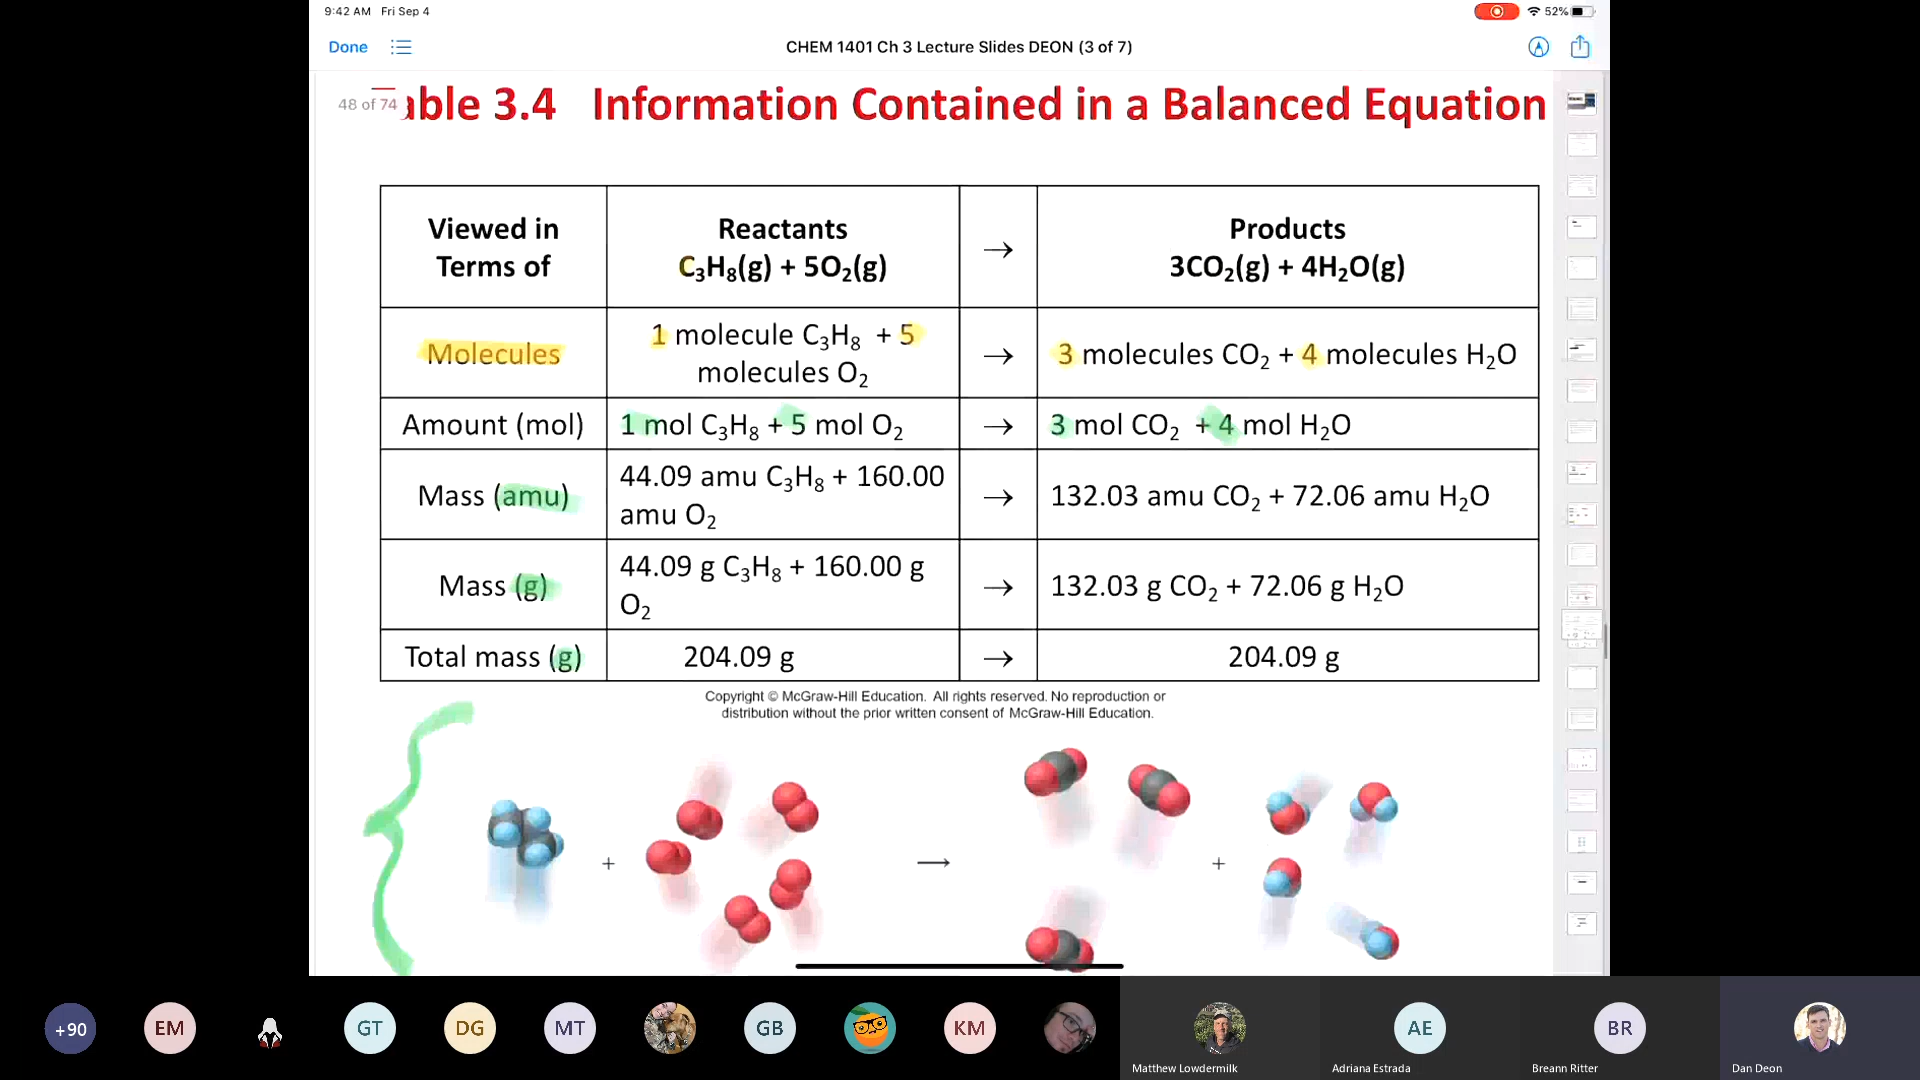 9:42 AM Fri Sep 4
52%
Done
CHEM 1401 Ch 3 Lecture Slides DEON (3 of 7)
48 of 74
able 3.4 Information Contained in a Balanced Equation
Viewed in
Terms of
Reactants
C₃H₈(g) + 5O₂(g)
→
Products
3CO₂(g) + 4H₂O(g)
Molecules
1 molecule C₃H₈ + 5
molecules O₂
→
3 molecules CO₂ + 4 molecules H₂O
Amount (mol)
1 mol C₃H₈ + 5 mol O₂
→
3 mol CO₂ + 4 mol H₂O
Mass (amu)
44.09 amu C₃H₈ + 160.00
amu O₂
→
132.03 amu CO₂ + 72.06 amu H₂O
Mass (g)
44.09 g C₃H₈ + 160.00 g
O₂
→
132.03 g CO₂ + 72.06 g H₂O
Total mass (g)
204.09 g
→
204.09 g
Copyright © McGraw-Hill Education. All rights reserved. No reproduction or
distribution without the prior written consent of McGraw-Hill Education.
+
→
+
+90
EM
GT
DG
MT
GB
KM
AE
BR
Matthew Lowdermilk
Adriana Estrada
Breann Ritter
Dan Deon